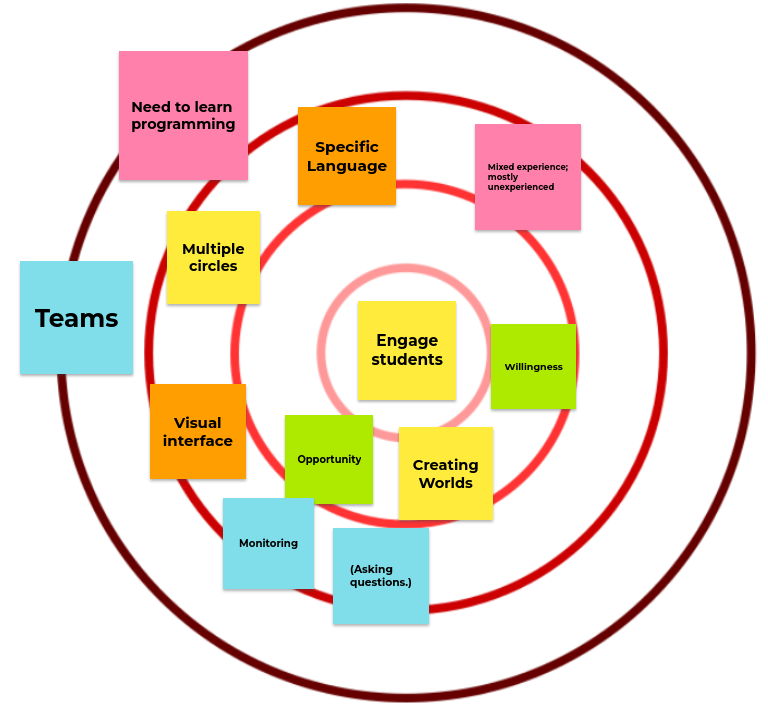 Need to learn
programming
Specific
Language
Mixed experience;
mostly
unexperienced
Multiple
circles
Teams
Engage
students
Willingness
Visual
interface
Opportunity
Creating
Worlds
Monitoring
(Asking
questions.)